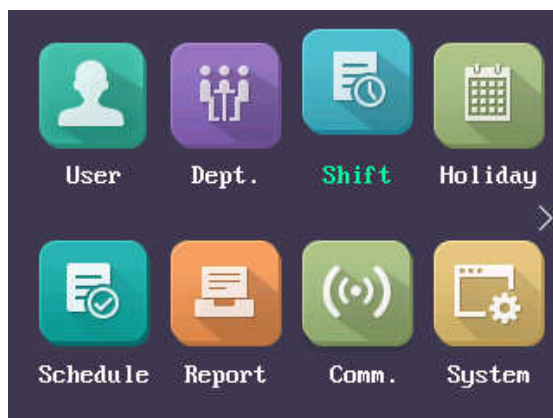 User Dept. Shift Holiday
Schedule Report Comm. System